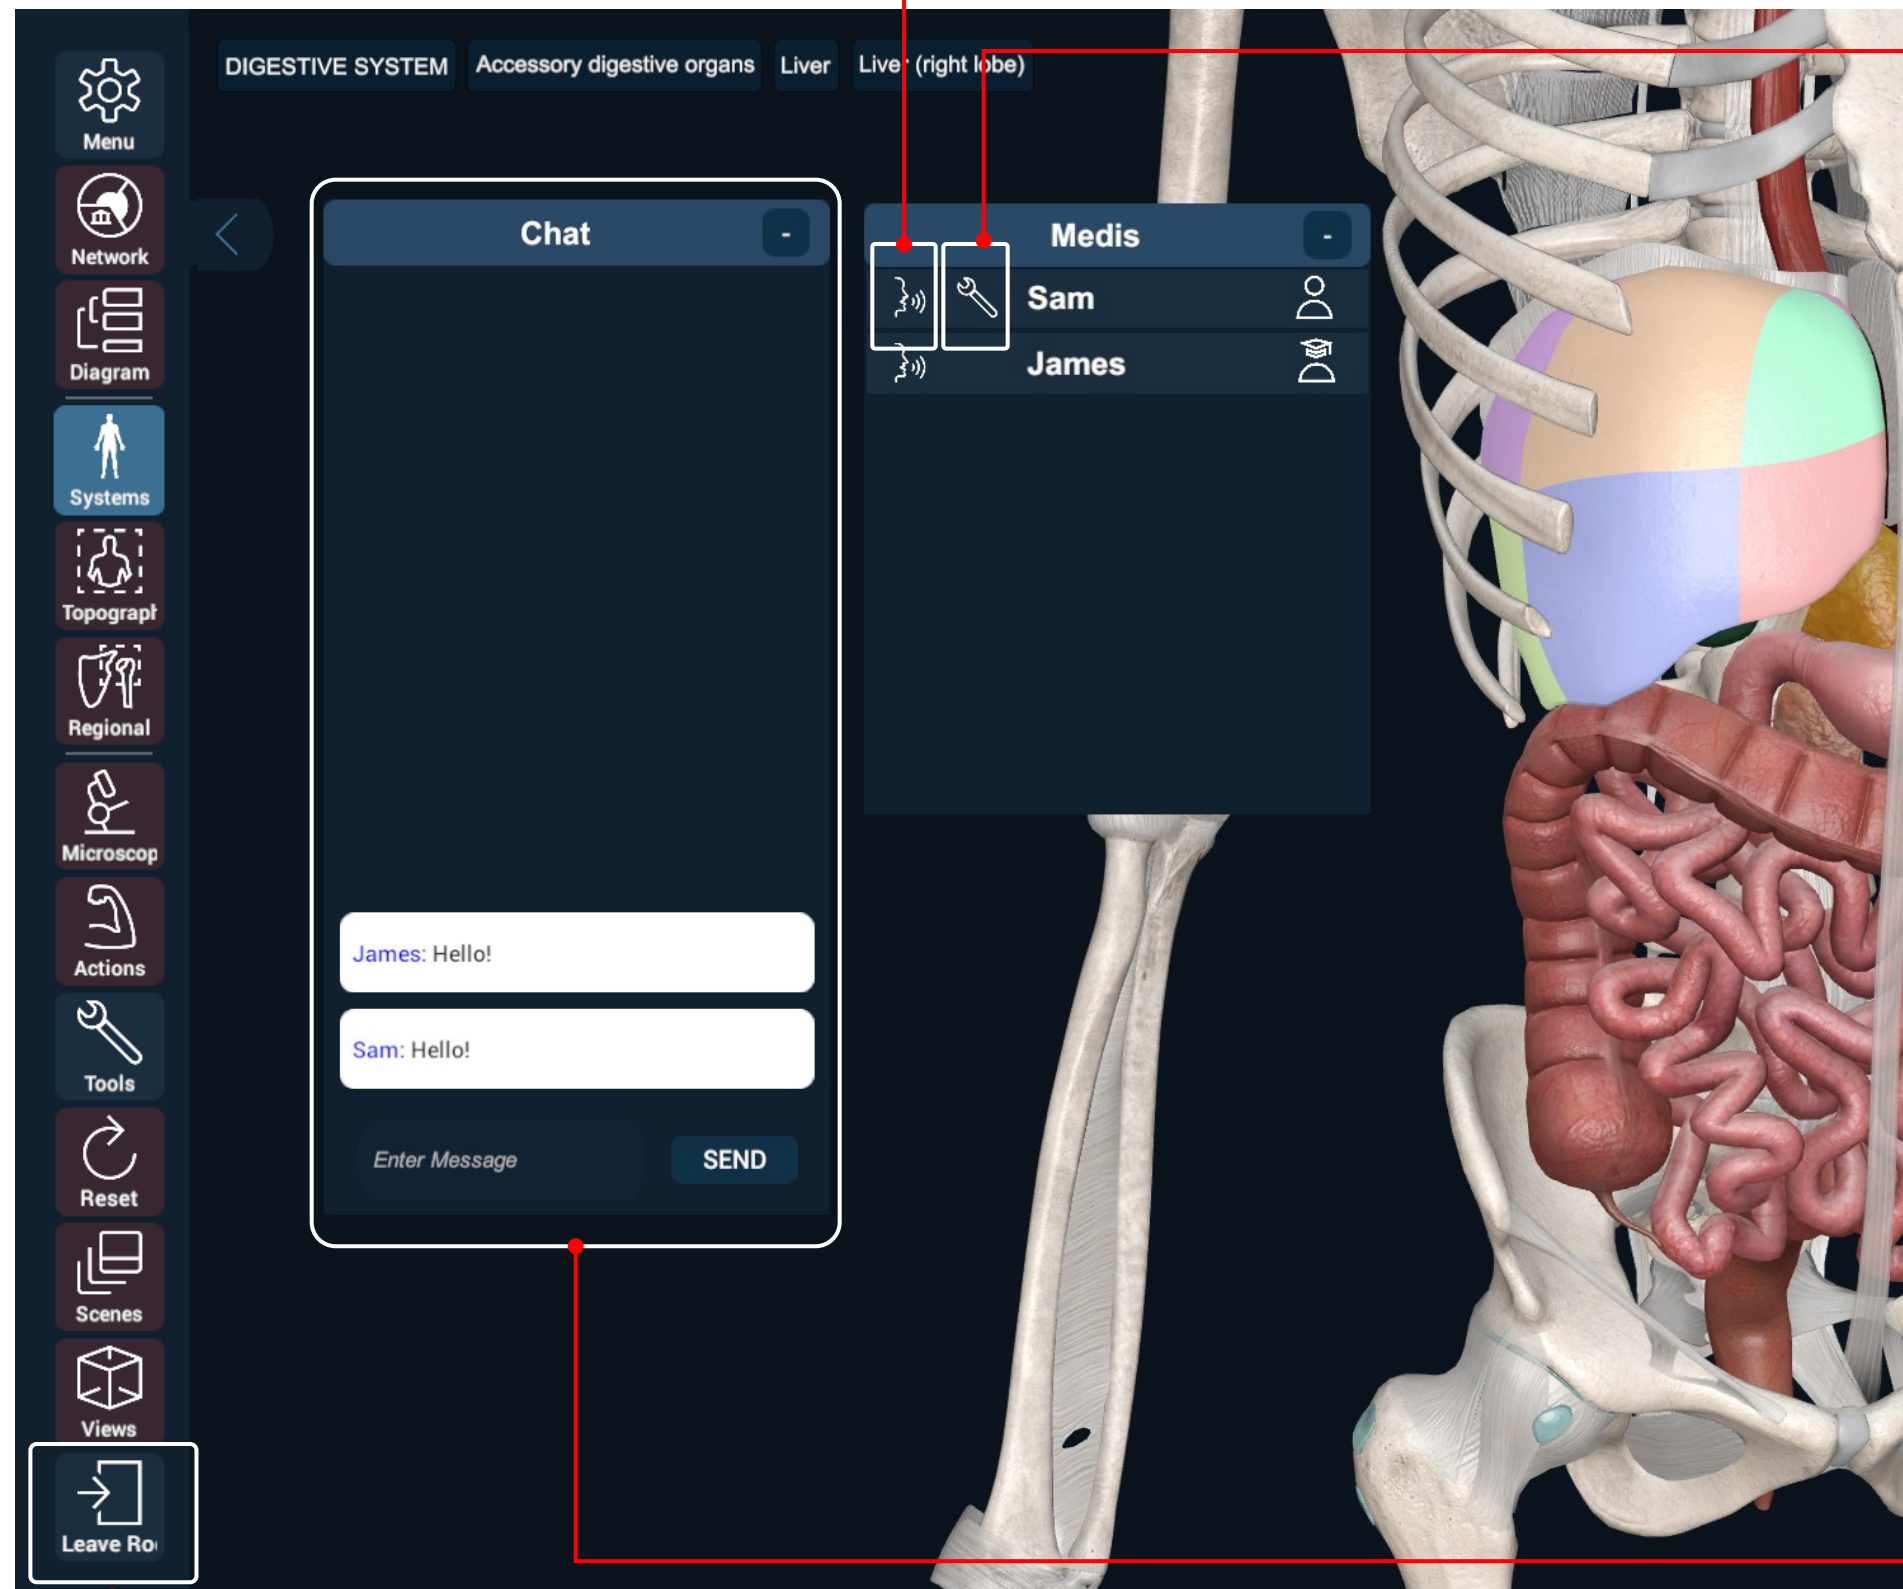 DIGESTIVE SYSTEM
Accessory digestive organs
Liver
Liver (right lobe)
Menu
Network
Diagram
Systems
Topograph
Regional
Microscop
Actions
Tools
Reset
Scenes
Views
Leave Roo
Chat
-
James: Hello!
Sam: Hello!
Enter Message
SEND
Medis
-
Sam
James